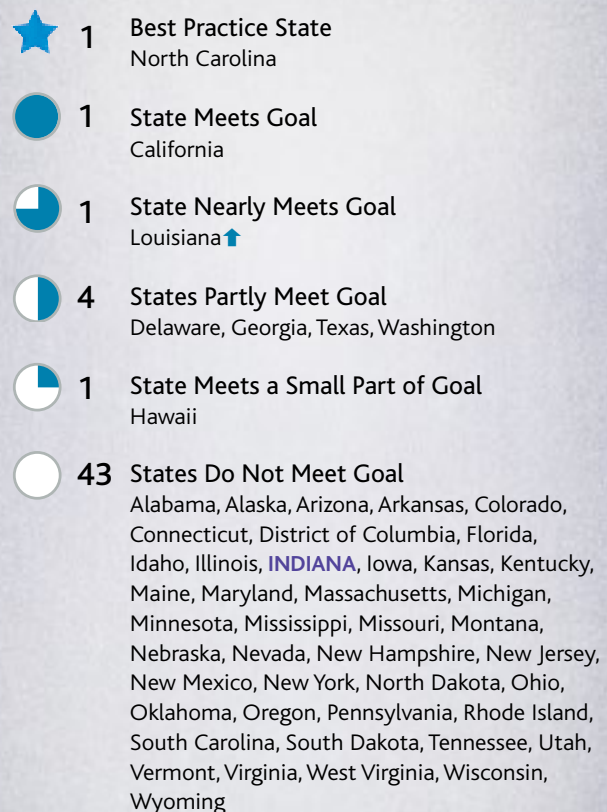 1 Best Practice State
North Carolina
1 State Meets Goal
California
1 State Nearly Meets Goal
Louisiana⬆
4 States Partly Meet Goal
Delaware, Georgia, Texas, Washington
1 State Meets a Small Part of Goal
Hawaii
43 States Do Not Meet Goal
Alabama, Alaska, Arizona, Arkansas, Colorado,
Connecticut, District of Columbia, Florida,
Idaho, Illinois, INDIANA, Iowa, Kansas, Kentucky,
Maine, Maryland, Massachusetts, Michigan,
Minnesota, Mississippi, Missouri, Montana,
Nebraska, Nevada, New Hampshire, New Jersey,
New Mexico, New York, North Dakota, Ohio,
Oklahoma, Oregon, Pennsylvania, Rhode Island,
South Carolina, South Dakota, Tennessee, Utah,
Vermont, Virginia, West Virginia, Wisconsin,
Wyoming